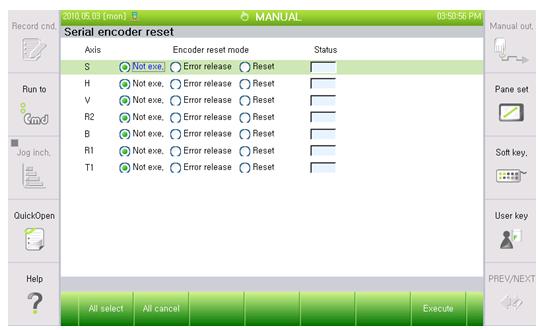 2010,05,03 [mon] MANUAL 03:50:56 PM
Record cnd,
Run to
Cmd
Jog inch,
QuickOpen
Help
Serial encoder reset
Axis Encoder reset mode Status
S Not exe, Error release Reset
H Not exe, Error release Reset
V Not exe, Error release Reset
R2 Not exe, Error release Reset
B Not exe, Error release Reset
R1 Not exe, Error release Reset
T1 Not exe, Error release Reset
All select All cancel Execute
Manual out,
Pane set
Soft key,
User key
PREV/NEXT